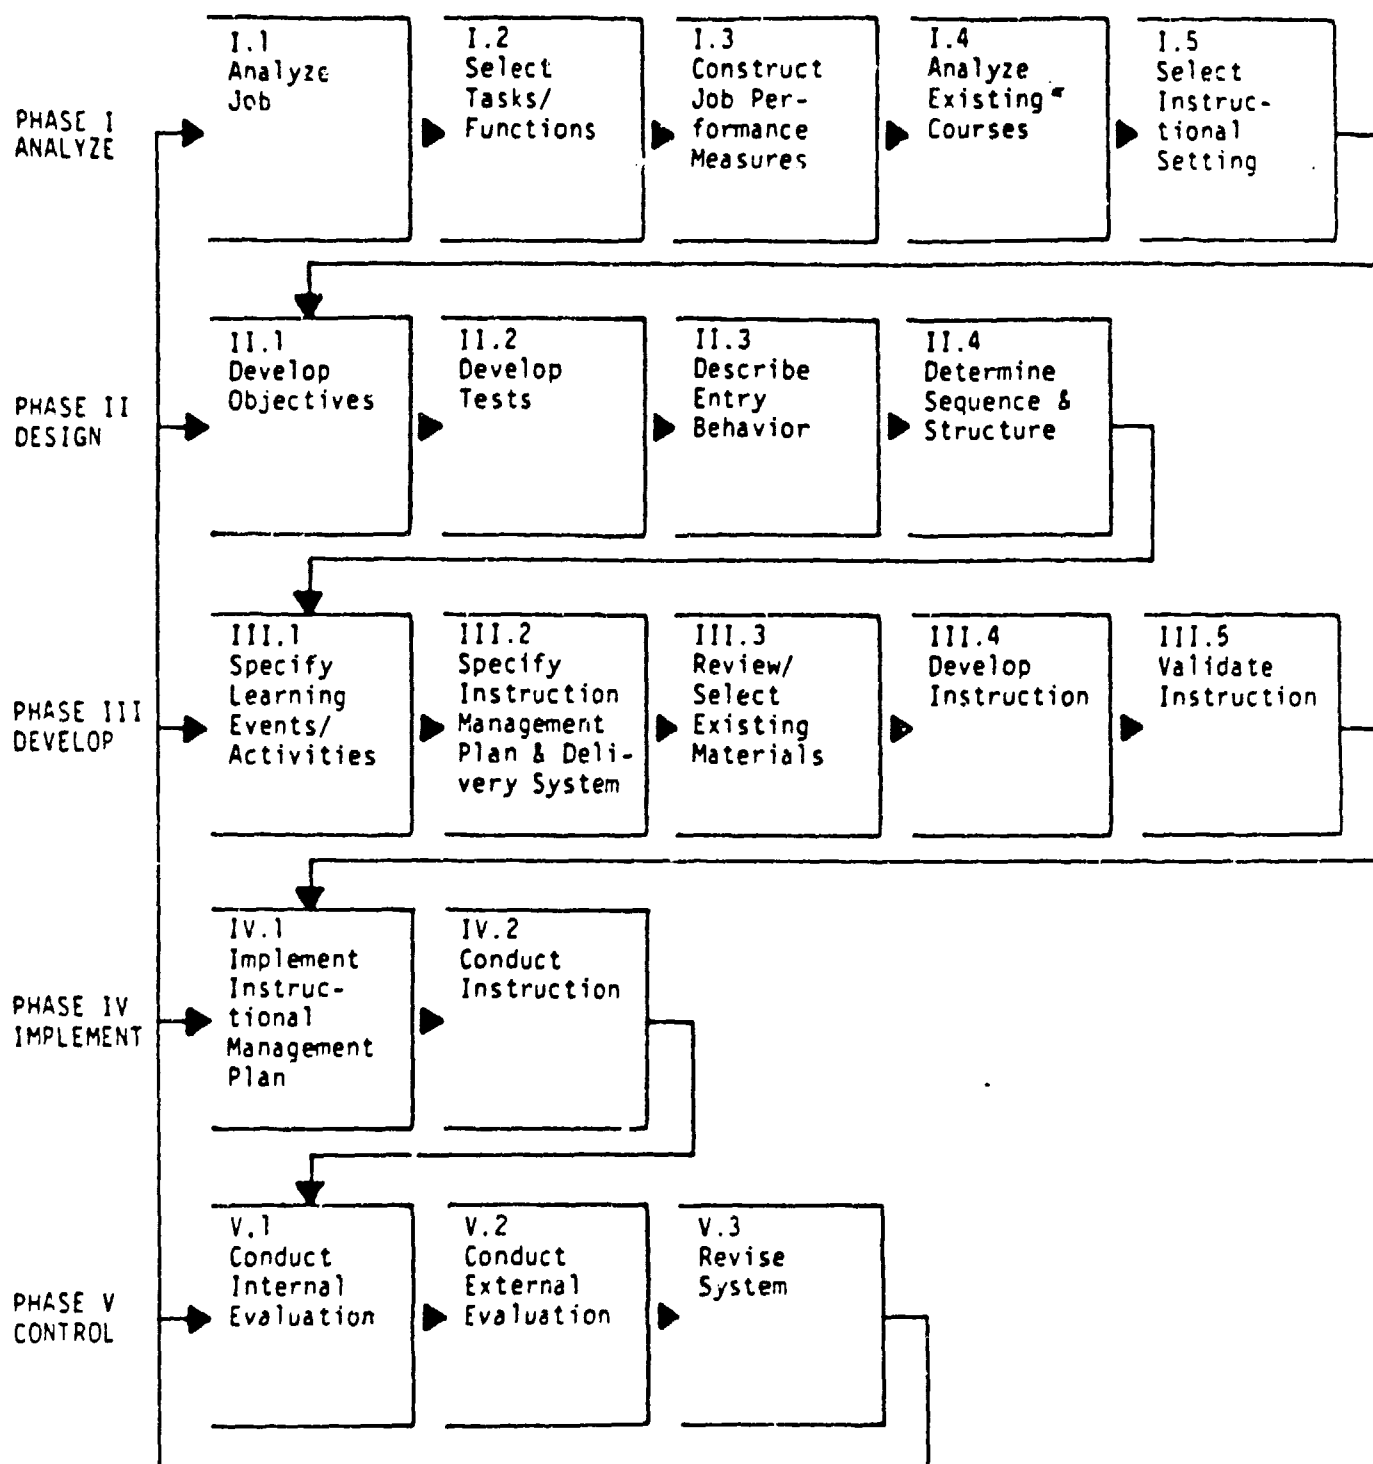 PHASE I
ANALYZE
I.1
Analyze
Job
I.2
Select
Tasks/
Functions
I.3
Construct
Job Per-
formance
Measures
I.4
Analyze
Existing
Courses
I.5
Select
Instruc-
tional
Setting
PHASE II
DESIGN
II.1
Develop
Objectives
II.2
Develop
Tests
II.3
Describe
Entry
Behavior
II.4
Determine
Sequence &
Structure
PHASE III
DEVELOP
III.1
Specify
Learning
Events/
Activities
III.2
Specify
Instruction
Management
Plan & Deli-
very System
III.3
Review/
Select
Existing
Materials
III.4
Develop
Instruction
III.5
Validate
Instruction
PHASE IV
IMPLEMENT
IV.1
Implement
Instruc-
tional
Management
Plan
IV.2
Conduct
Instruction
PHASE V
CONTROL
V.1
Conduct
Internal
Evaluation
V.2
Conduct
External
Evaluation
V.3
Revise
System